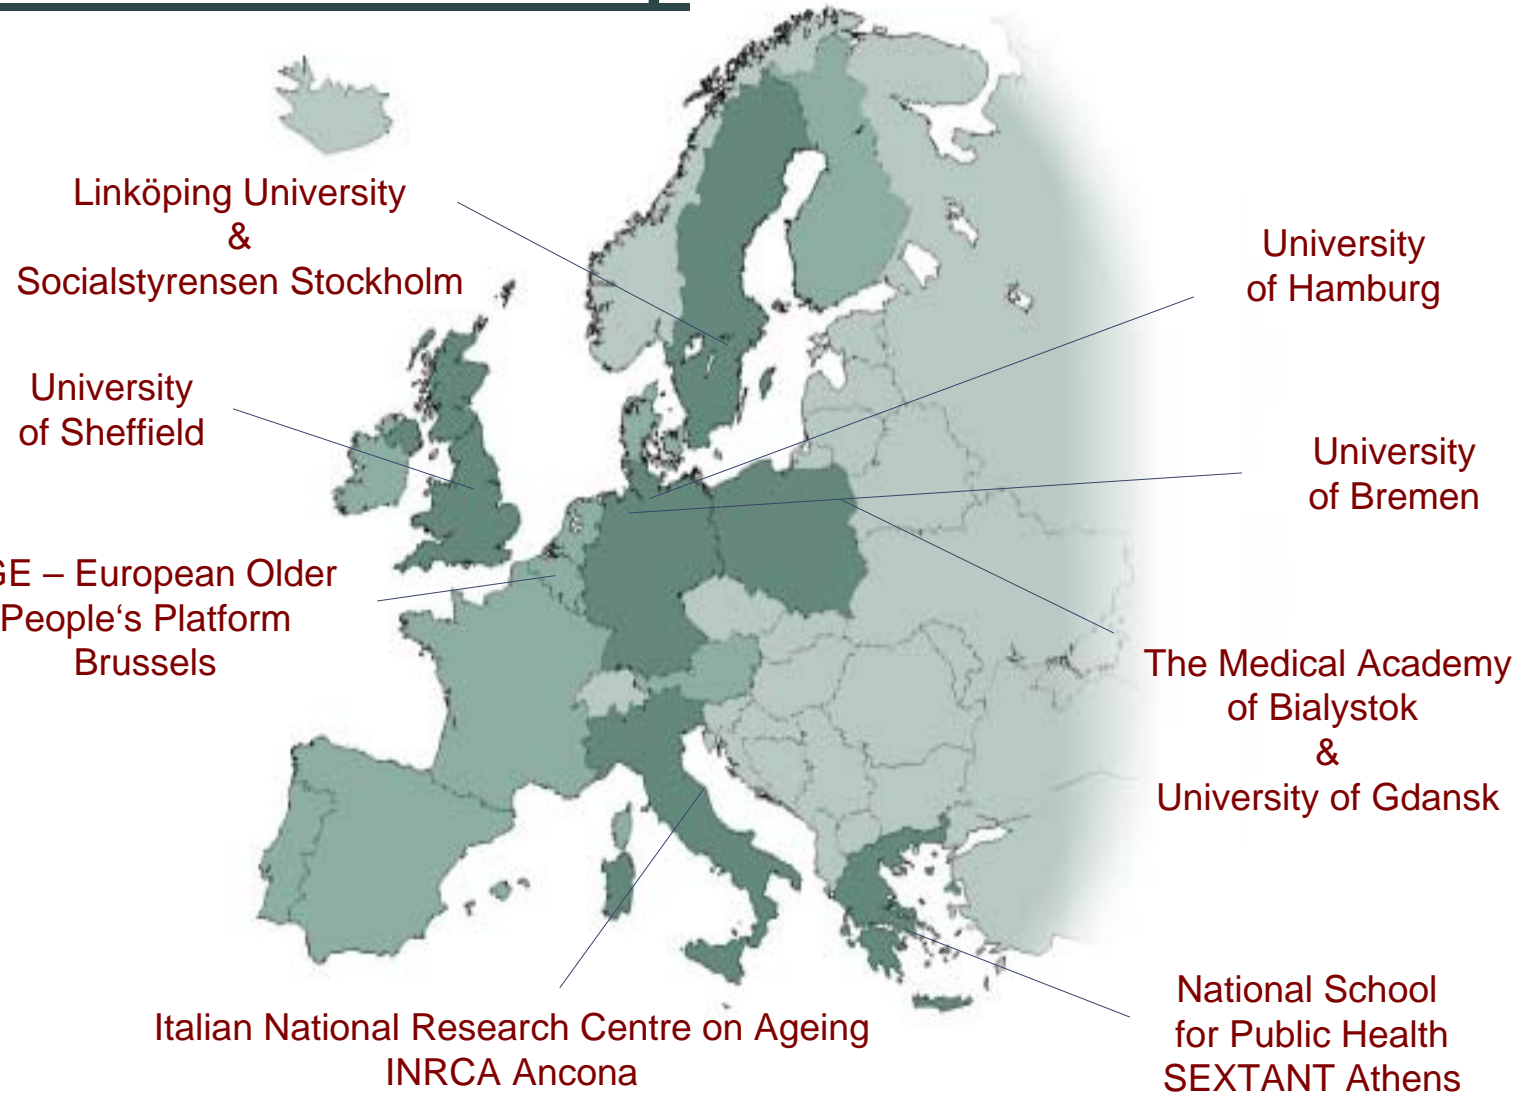 Linköping University
&
Socialstyrensen Stockholm
University
of Hamburg
University
of Sheffield
University
of Bremen
GE – European Older
People‘s Platform
Brussels
The Medical Academy
of Bialystok
&
University of Gdansk
Italian National Research Centre on Ageing
INRCA Ancona
National School
for Public Health
SEXTANT Athens